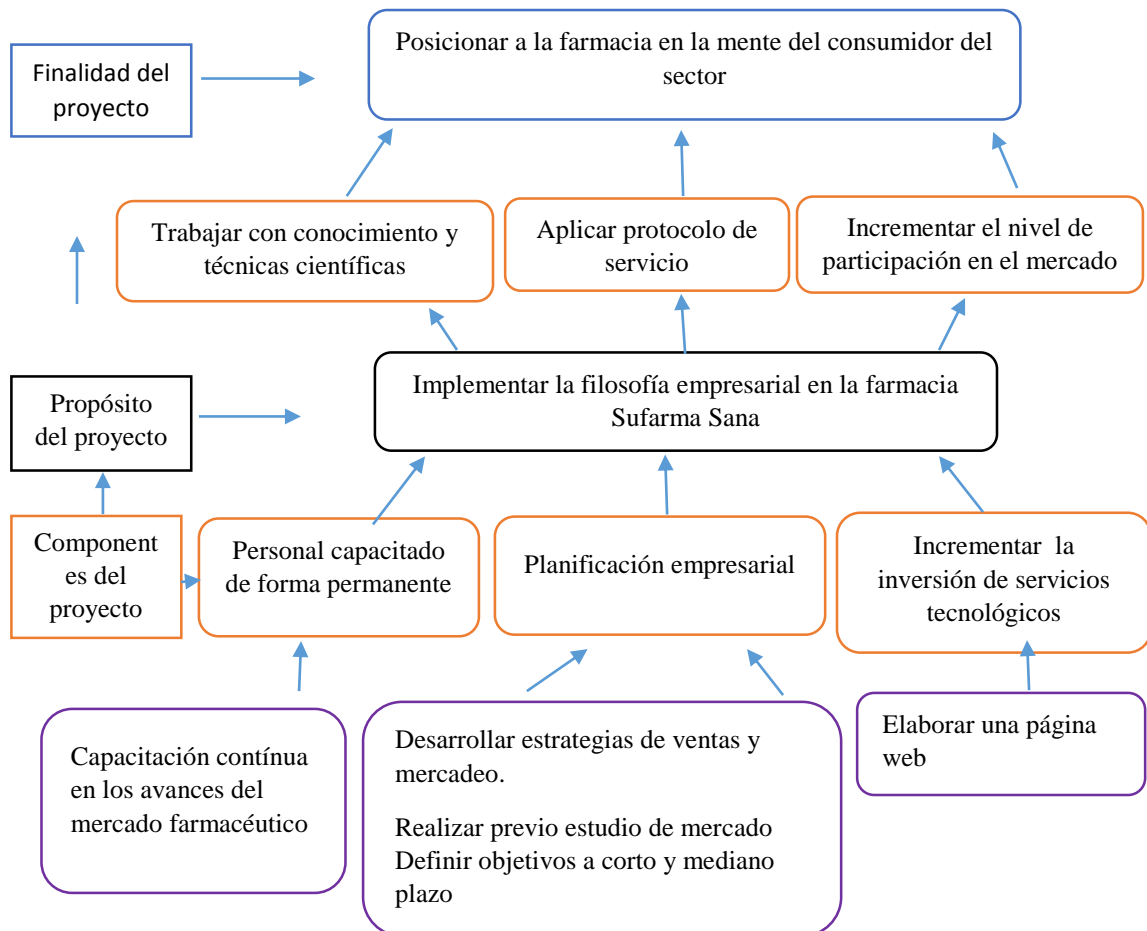 Posicionar a la farmacia en la mente del consumidor del
sector
Finalidad del
proyecto
Trabajar con conocimiento y
técnicas científicas
Aplicar protocolo de
servicio
Incrementar el nivel de
participación en el mercado
Propósito
del proyecto
Implementar la filosofía empresarial en la farmacia
Sufarma Sana
Component
es del
proyecto
Personal capacitado
de forma permanente
Planificación empresarial
Incrementar  la
inversión de servicios
tecnológicos
Capacitación contínua
en los avances del
mercado farmacéutico
Desarrollar estrategias de ventas y
mercadeo.
Realizar previo estudio de mercado
Definir objetivos a corto y mediano
plazo
Elaborar una página
web